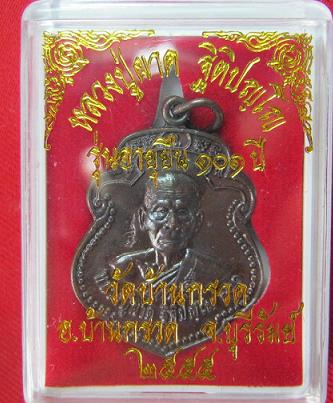 หลวงปู่ผาด ฐิติปญฺโญ
รุ่นอายุยืน ๑๐๑ ปี
วัดบ้านกรวด
อ.บ้านกรวด จ.บุรีรัมย์
๒๕๕๕